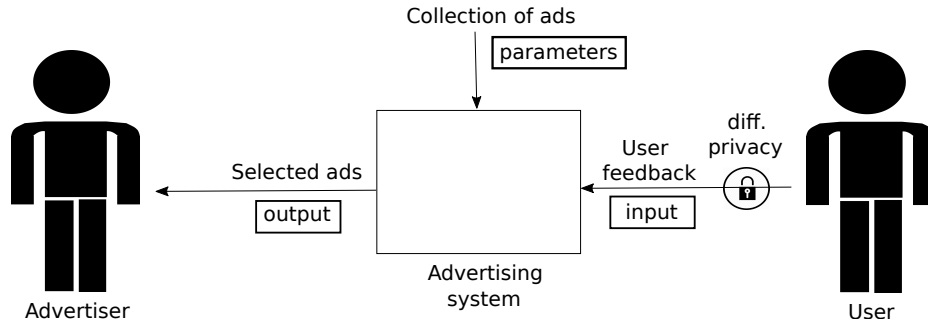 Collection of ads
parameters
diff.
privacy
User
feedback
Selected ads
input
output
Advertising
system
Advertiser
User